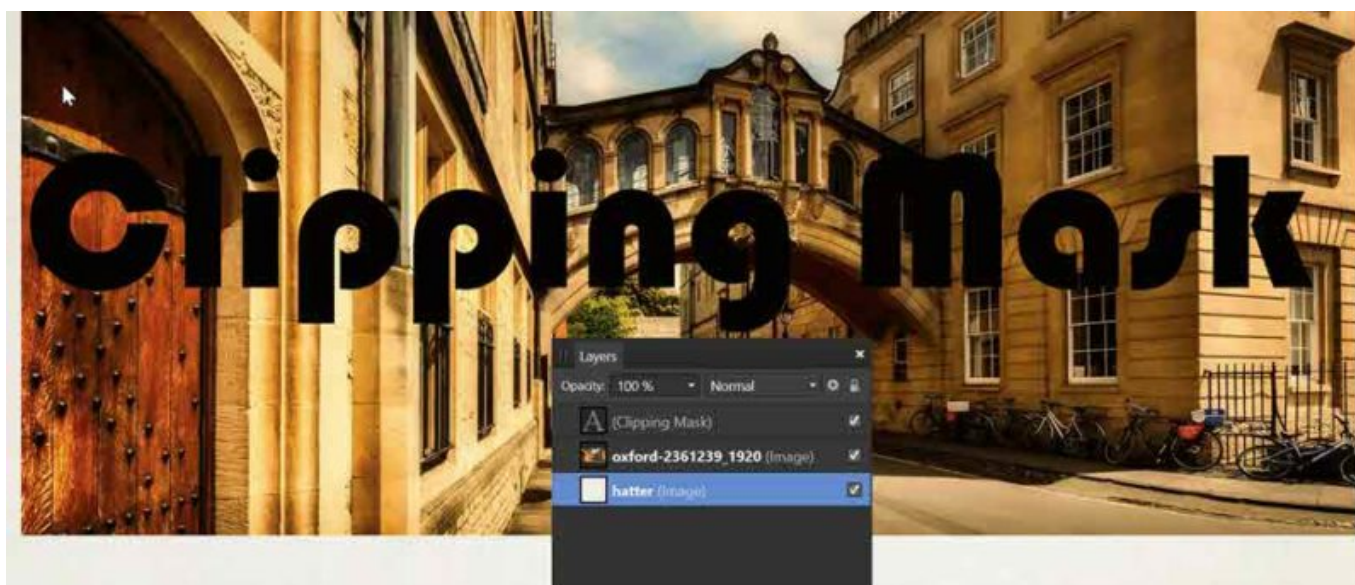 Clipping Mask
Layers
Opacity: 100 % Normal
A (Clipping Mask)
oxford-2361239_1920 (Image)
hatter (Image)